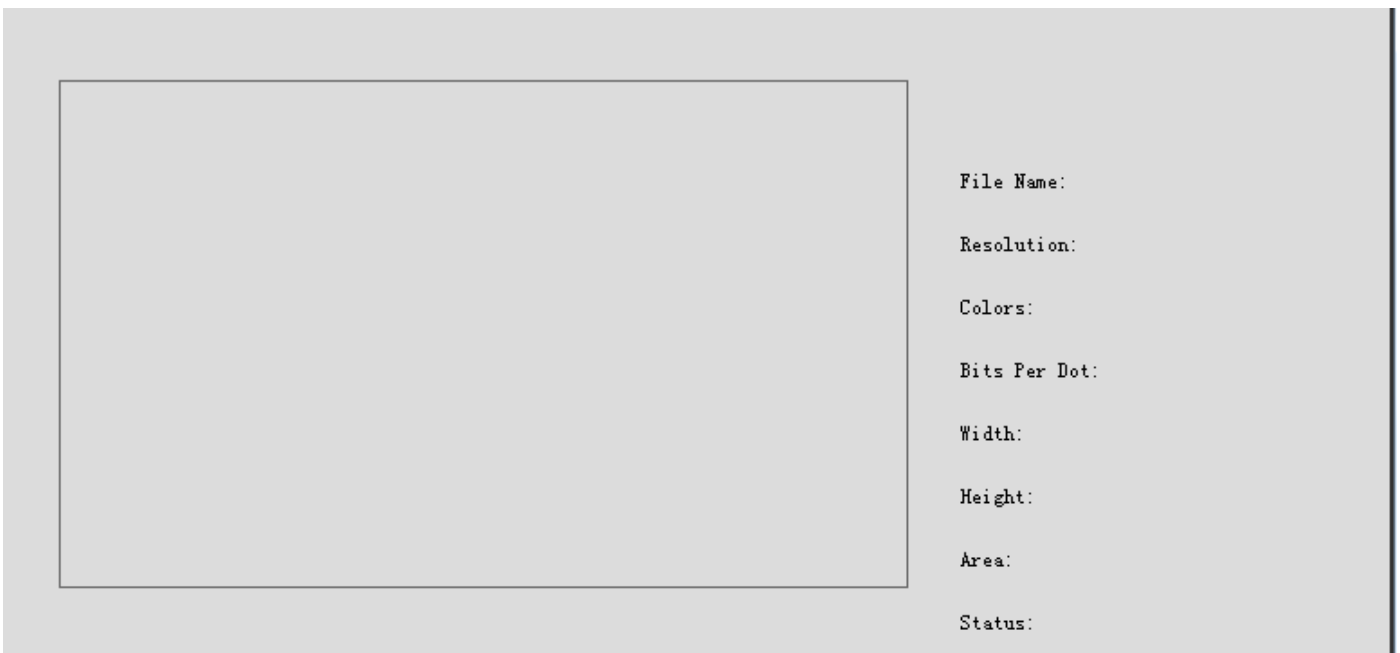 File Name:
Resolution:
Colors:
Bits Per Dot:
Width:
Height:
Area:
Status: